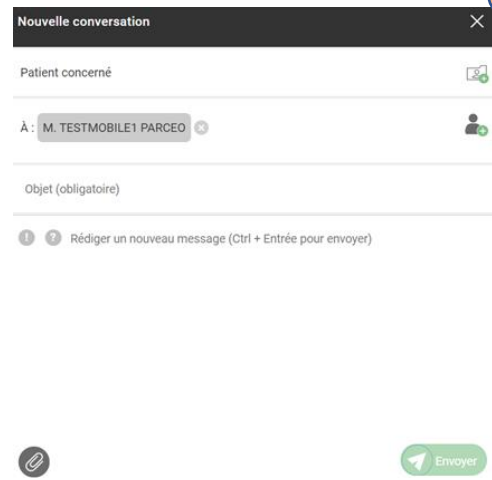 Nouvelle conversation
Patient concerné
À : M. TESTMOBILE1 PARCEO
Objet (obligatoire)
! ? Rédiger un nouveau message (Ctrl + Entrée pour envoyer)
Envoyer